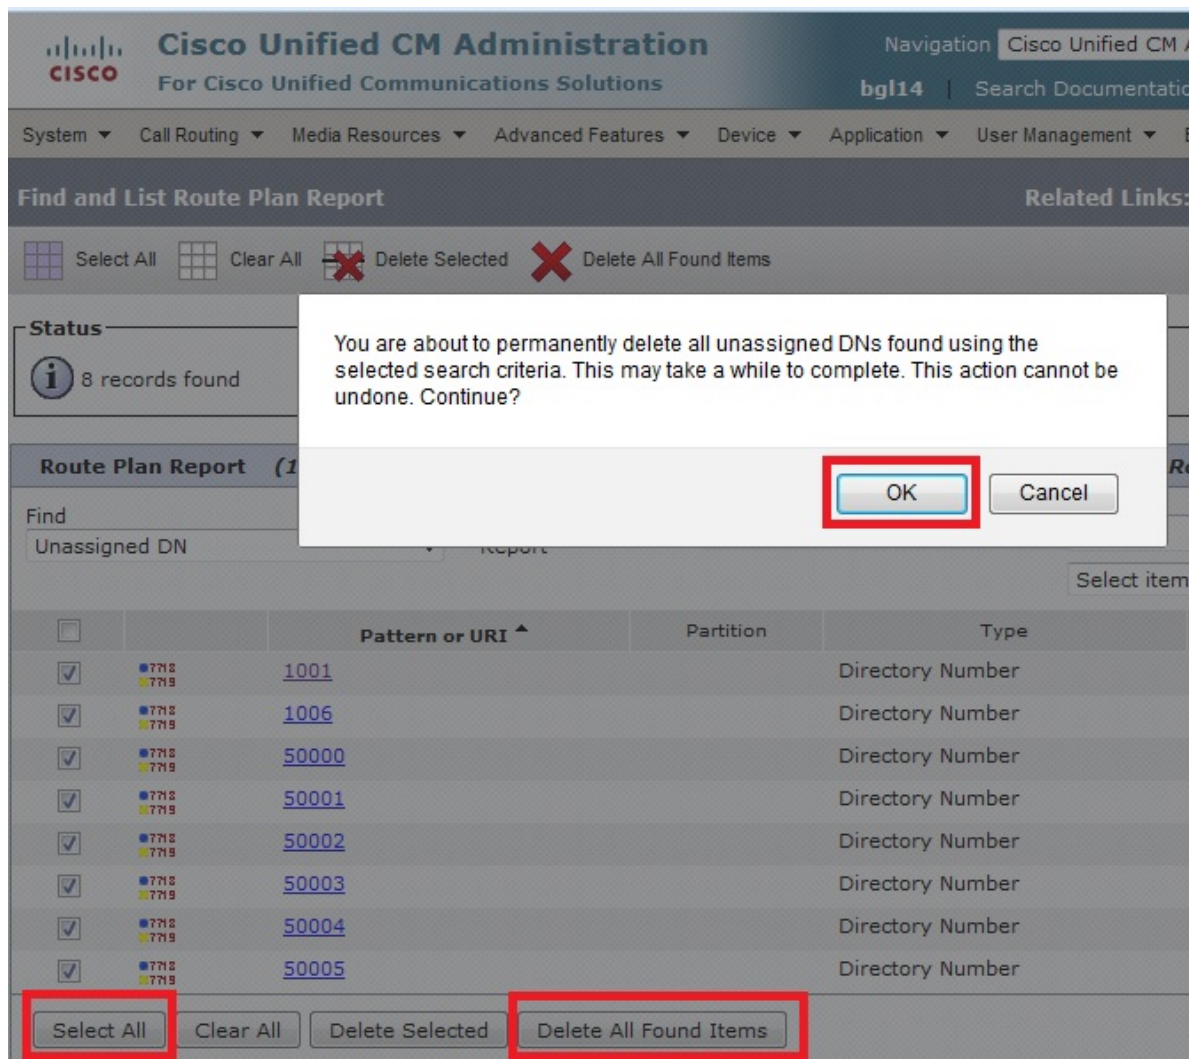 CISCO
Cisco Unified CM Administration
For Cisco Unified Communications Solutions
Navigation Cisco Unified CM
bgl14 | Search
System Call Routing Media Resources Advanced Features Device Application User Management
Find and List Route Plan Report
Related Links:
Select All Clear All Delete Selected Delete All Found Items
Status
8 records found
You are about to permanently delete all unassigned DNs found using the
selected search criteria. This may take a while to complete. This action cannot be
undone. Continue?
OK Cancel
Route Plan Report (1
Find
Unassigned DN
Report
Select item
Pattern or URI Partition Type
1001 Directory Number
1006 Directory Number
50000 Directory Number
50001 Directory Number
50002 Directory Number
50003 Directory Number
50004 Directory Number
50005 Directory Number
Select All Clear All Delete Selected Delete All Found Items